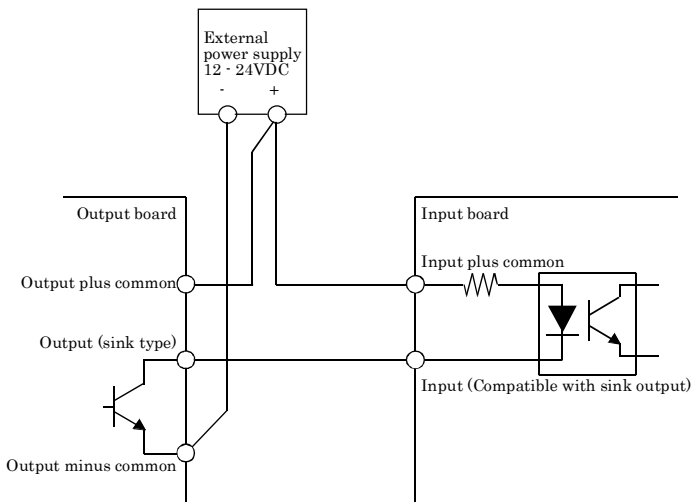 External
power supply
12 - 24VDC
- +
Output board
Input board
Input plus common
Output plus common
Output (sink type)
Input (Compatible with sink output)
Output minus common